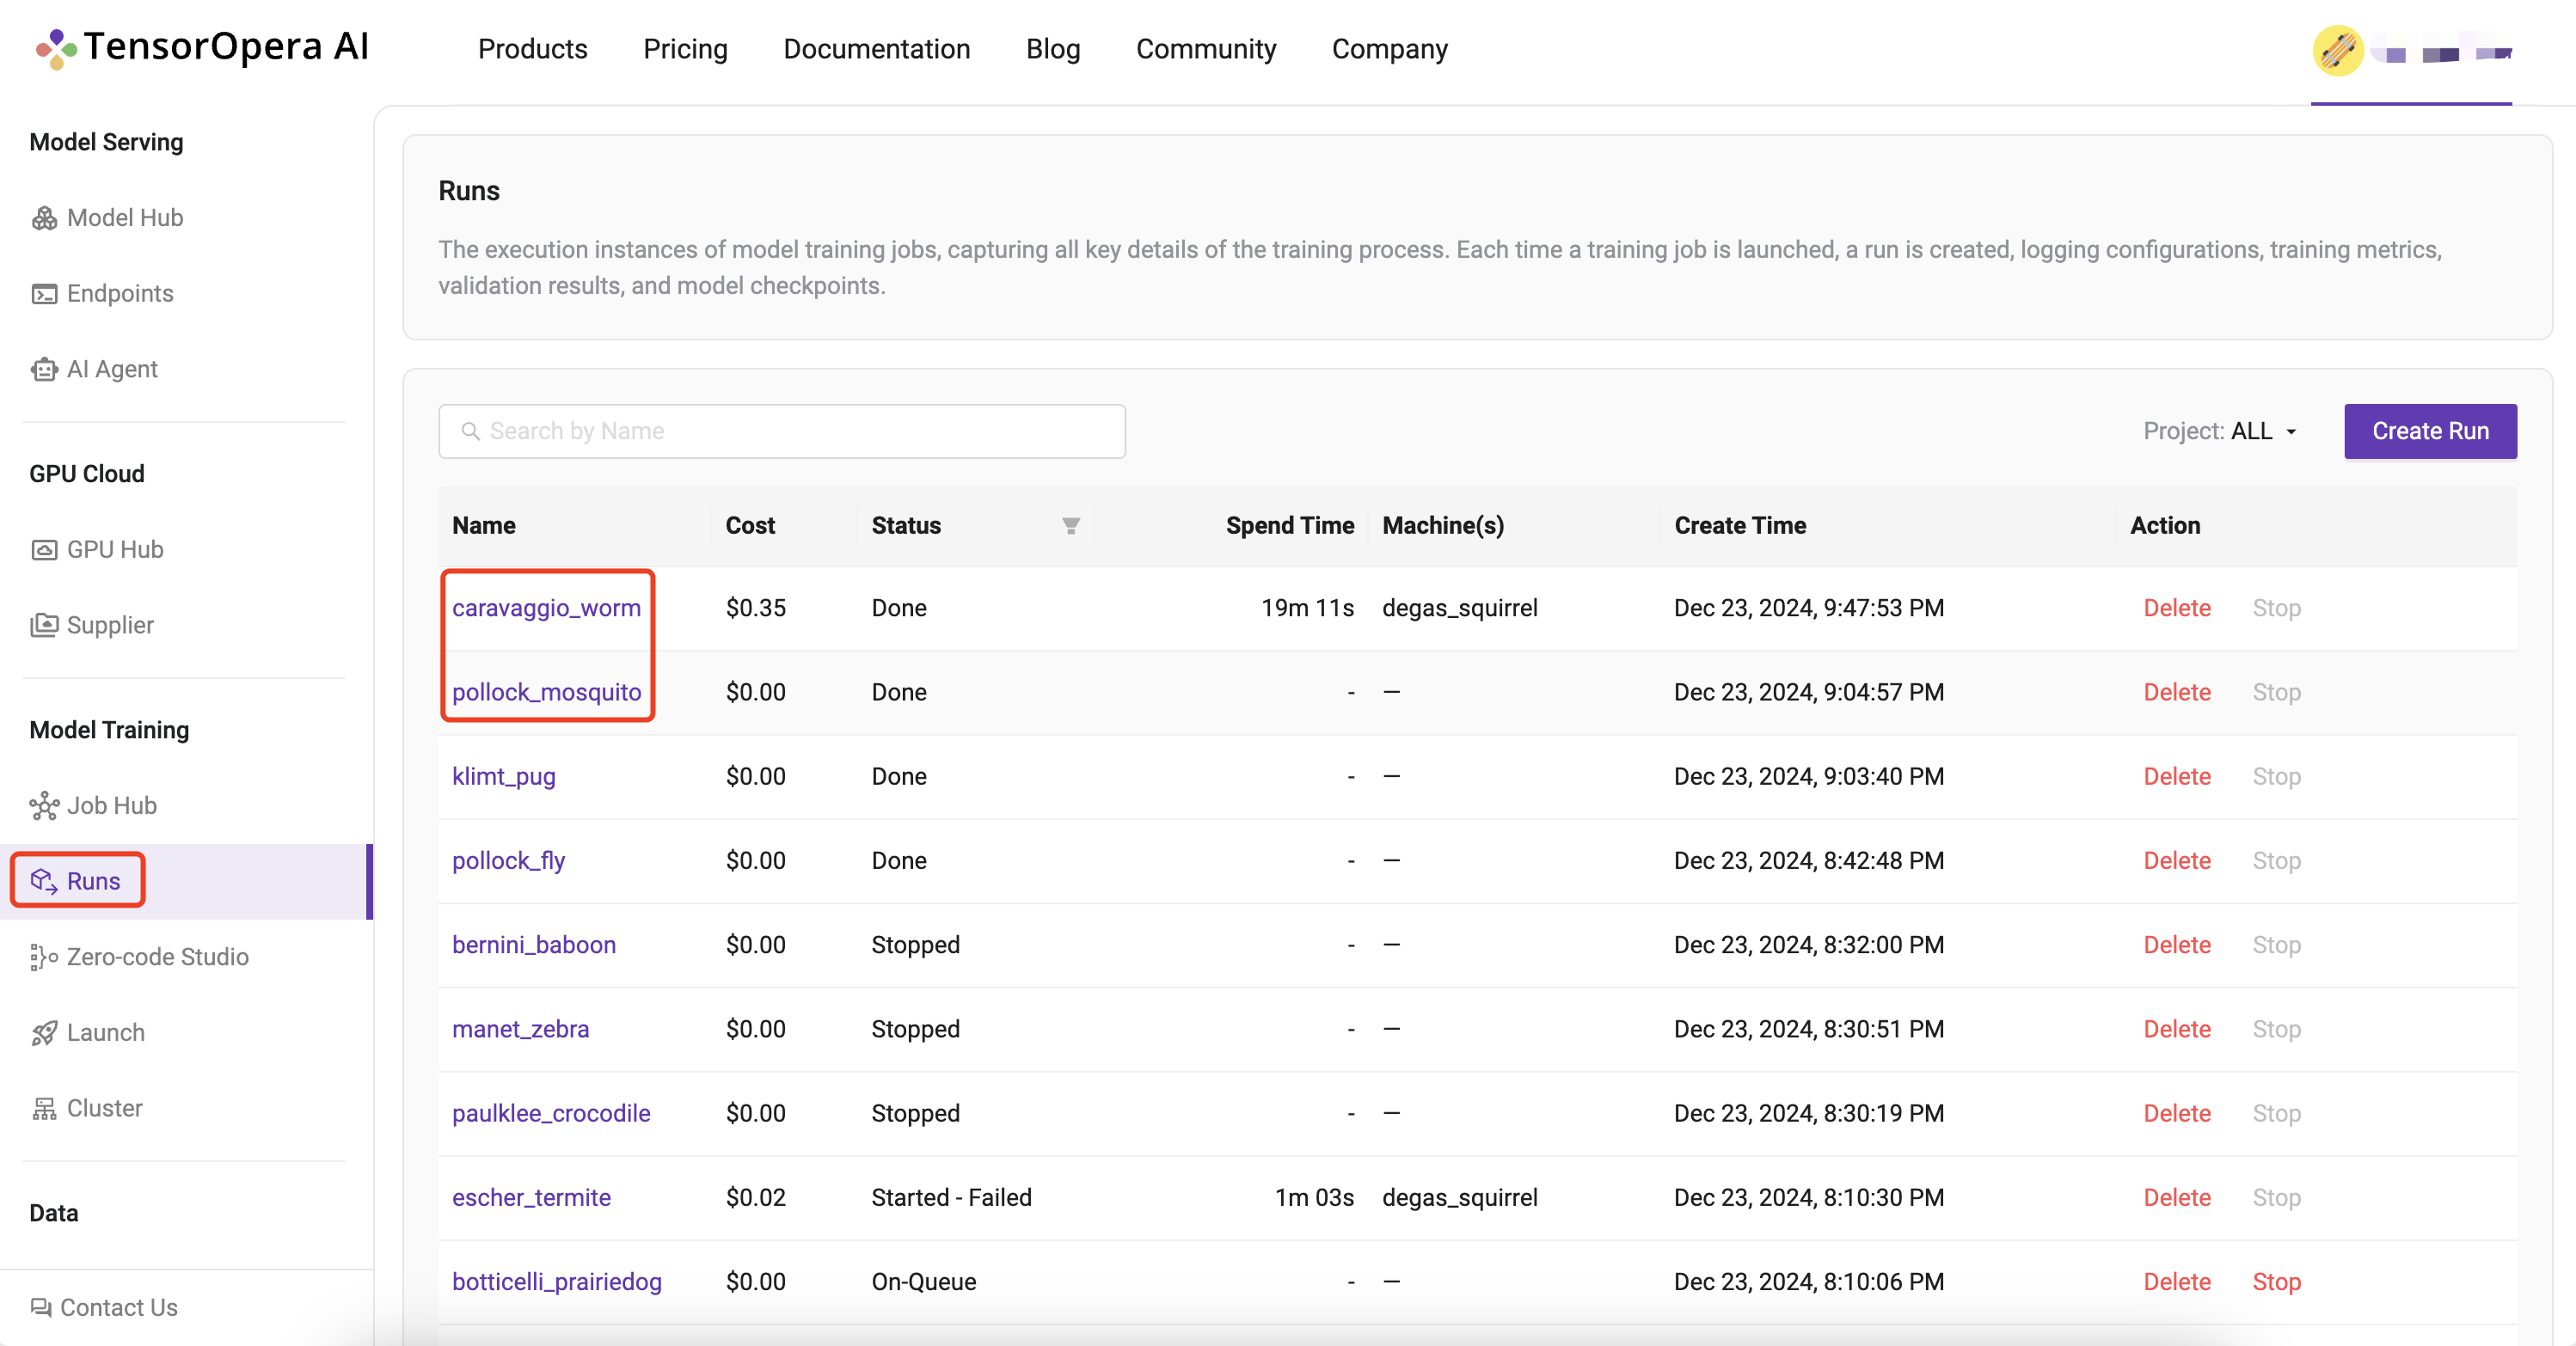 TensorOpera AI
Products Pricing Documentation Blog Community Company
Model Serving
Model Hub
Endpoints
AI Agent
GPU Cloud
GPU Hub
Supplier
Model Training
Job Hub
Runs
Zero-code Studio
Launch
Cluster
Data
Contact Us
Runs
The execution instances of model training jobs, capturing all key details of the training process. Each time a training job is launched, a run is created, logging configurations, training metrics,
validation results, and model checkpoints.
Search by Name
Project: ALL
Create Run
Name Cost Status Spend Time Machine(s) Create Time Action
caravaggio_worm $0.35 Done 19m 11s degas_squirrel Dec 23, 2024, 9:47:53 PM Delete Stop
pollock_mosquito $0.00 Done - — Dec 23, 2024, 9:04:57 PM Delete Stop
klimt_pug $0.00 Done - — Dec 23, 2024, 9:03:40 PM Delete Stop
pollock_fly $0.00 Done - — Dec 23, 2024, 8:42:48 PM Delete Stop
bernini_baboon $0.00 Stopped - — Dec 23, 2024, 8:32:00 PM Delete Stop
manet_zebra $0.00 Stopped - — Dec 23, 2024, 8:30:51 PM Delete Stop
paulklee_crocodile $0.00 Stopped - — Dec 23, 2024, 8:30:19 PM Delete Stop
escher_termite $0.02 Started - Failed 1m 03s degas_squirrel Dec 23, 2024, 8:10:30 PM Delete Stop
botticelli_prairiedog $0.00 On-Queue - — Dec 23, 2024, 8:10:06 PM Delete Stop